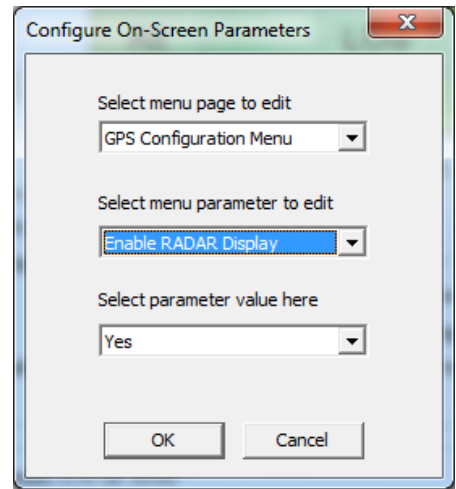 Configure On-Screen Parameters
Select menu page to edit
GPS Configuration Menu
Select menu parameter to edit
Enable RADAR Display
Select parameter value here
Yes
OK Cancel